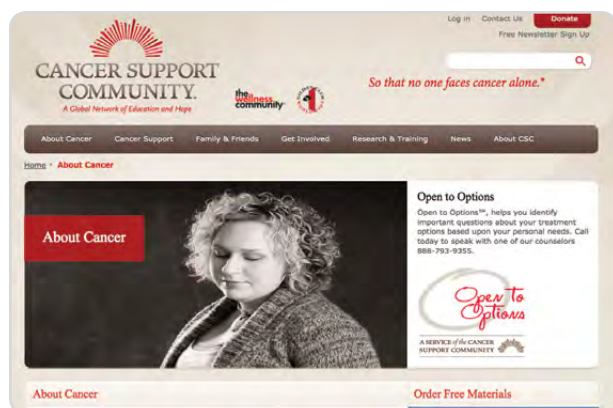 Log in Contact Us Donate
Free Newsletter Sign Up
CANCER SUPPORT
COMMUNITY.
A Global Network of Education and Hope
the
wellness
community
So that no one faces cancer alone.®
About Cancer Cancer Support Family & Friends Get Involved Research & Training News About CSC
Home • About Cancer
About Cancer
Open to Options
Open to Options™, helps you identify
important questions about your treatment
options based upon your personal needs. Call
today to speak with one of our counselors
888-793-9355.
Open to
Options
A SERVICE of the CANCER
SUPPORT COMMUNITY
About Cancer
Order Free Materials